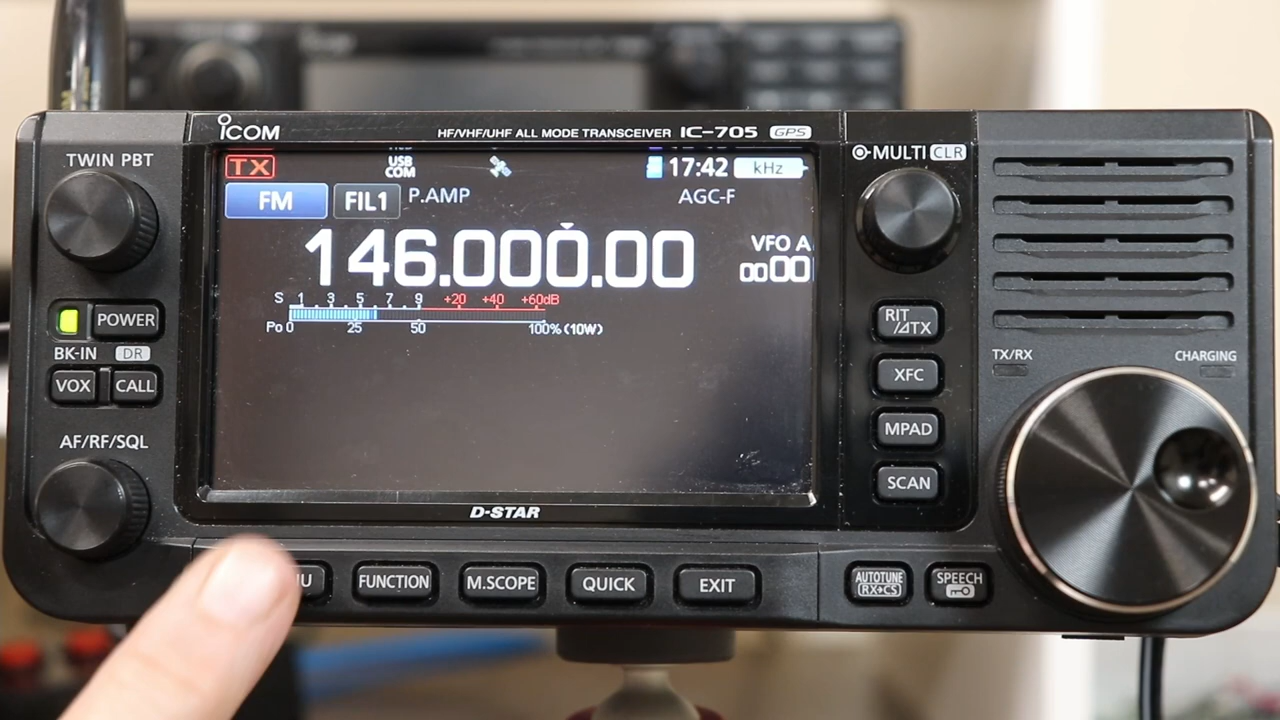 ICOM
HF/VHF/UHF ALL MODE TRANSCEIVER IC-705 GPS
TWIN PBT
TX USB COM 17:42 kHz
FM FIL1 P.AMP AGC-F
146.000.00 VFO A
00 00
S 1 . 3 . 5 . 7 . 9 +20 +40 +60dB
Po 0 25 50 100% (10W)
POWER
BK-IN DR
VOX CALL
AF/RF/SQL
D-STAR
MULTI CLR
RIT
/⊿TX
XFC
MPAD
SCAN
TX/RX CHARGING
NU FUNCTION M.SCOPE QUICK EXIT
AUTOTUNE
RX→CS
SPEECH